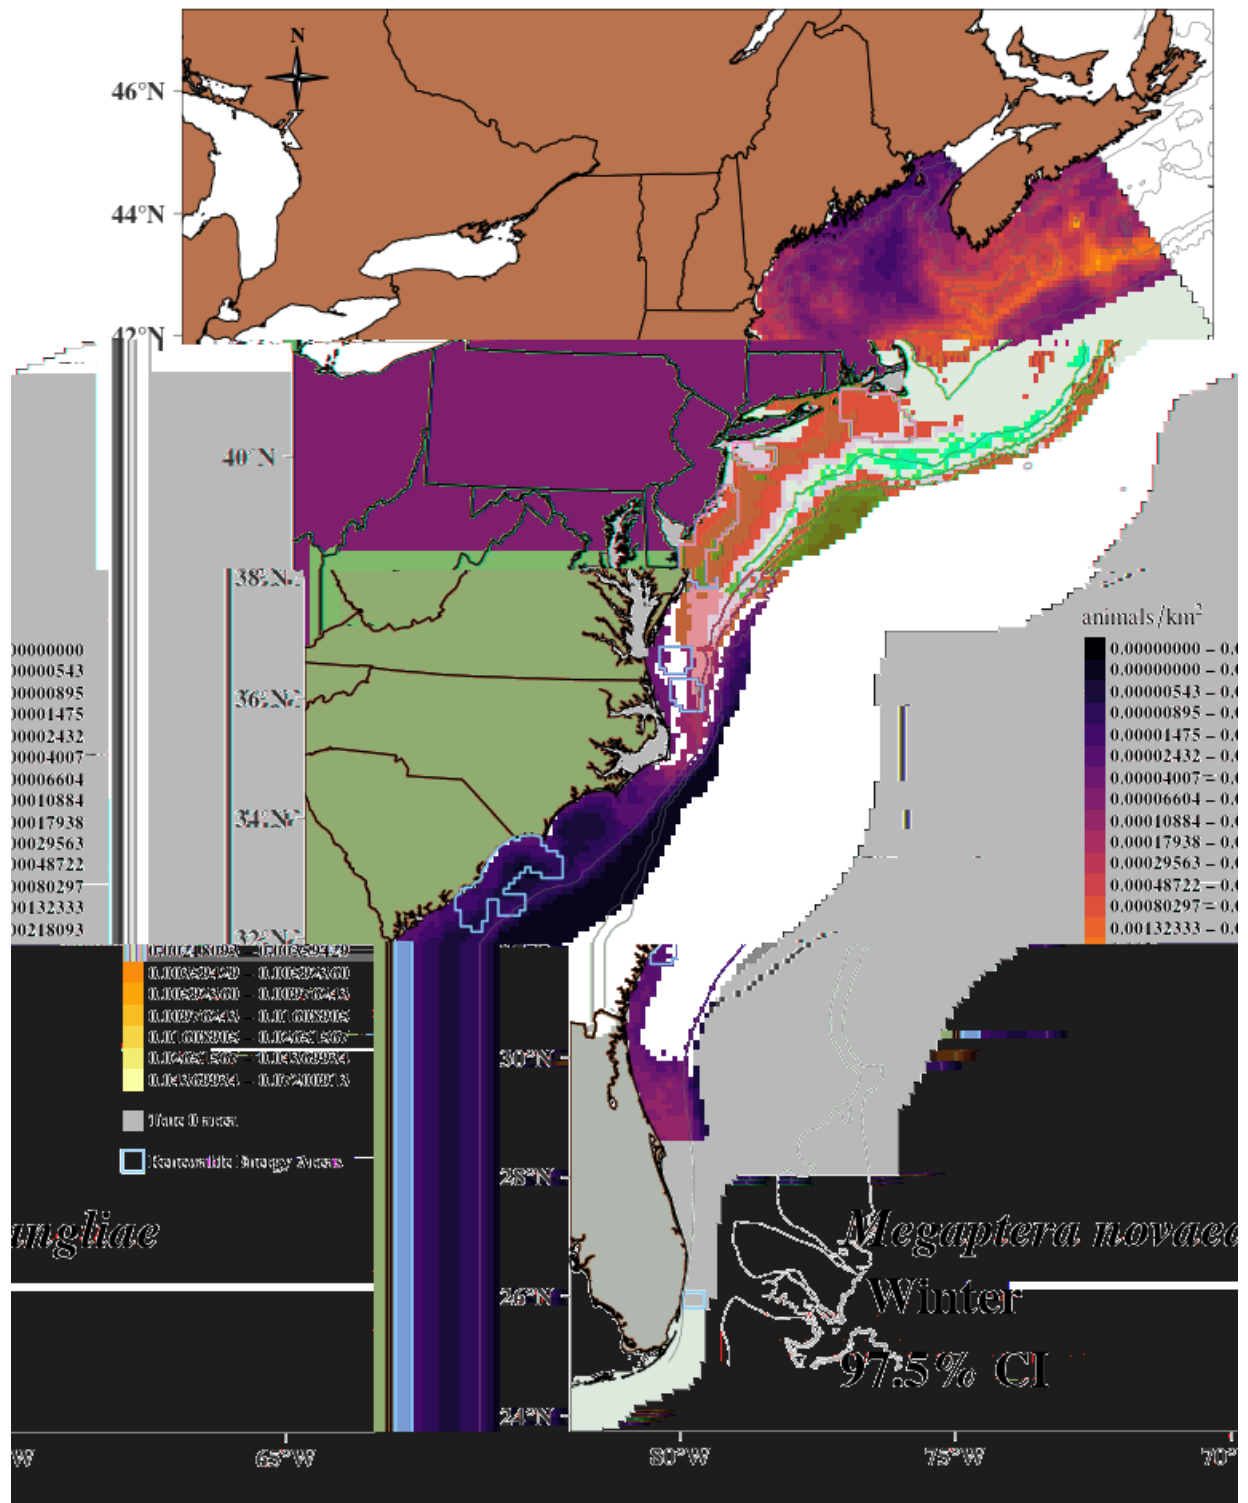 N
46°N
44°N
42°N
40°N
38°N
animals/km²
00000000
0.00000000 – 0.0
00000543
0.00000000 – 0.0
00000895
0.00000543 – 0.0
36°N
00001475
0.00000895 – 0.0
00002432
0.00001475 – 0.0
00004007
0.00002432 – 0.0
00006604
0.00004007 – 0.0
00010884
0.00006604 – 0.0
00017938
34°N
0.00010884 – 0.0
00029563
0.00017938 – 0.0
00048722
0.00029563 – 0.0
00080297
0.00048722 – 0.0
00132333
0.00080297 – 0.0
00218093
0.00132333 – 0.0
32°N
30°N
True 0 area
Renewable Energy Areas
28°N
angliae
Megaptera novaea
26°N
Winter
97.5% CI
24°N
°W
65°W
80°W
75°W
70°